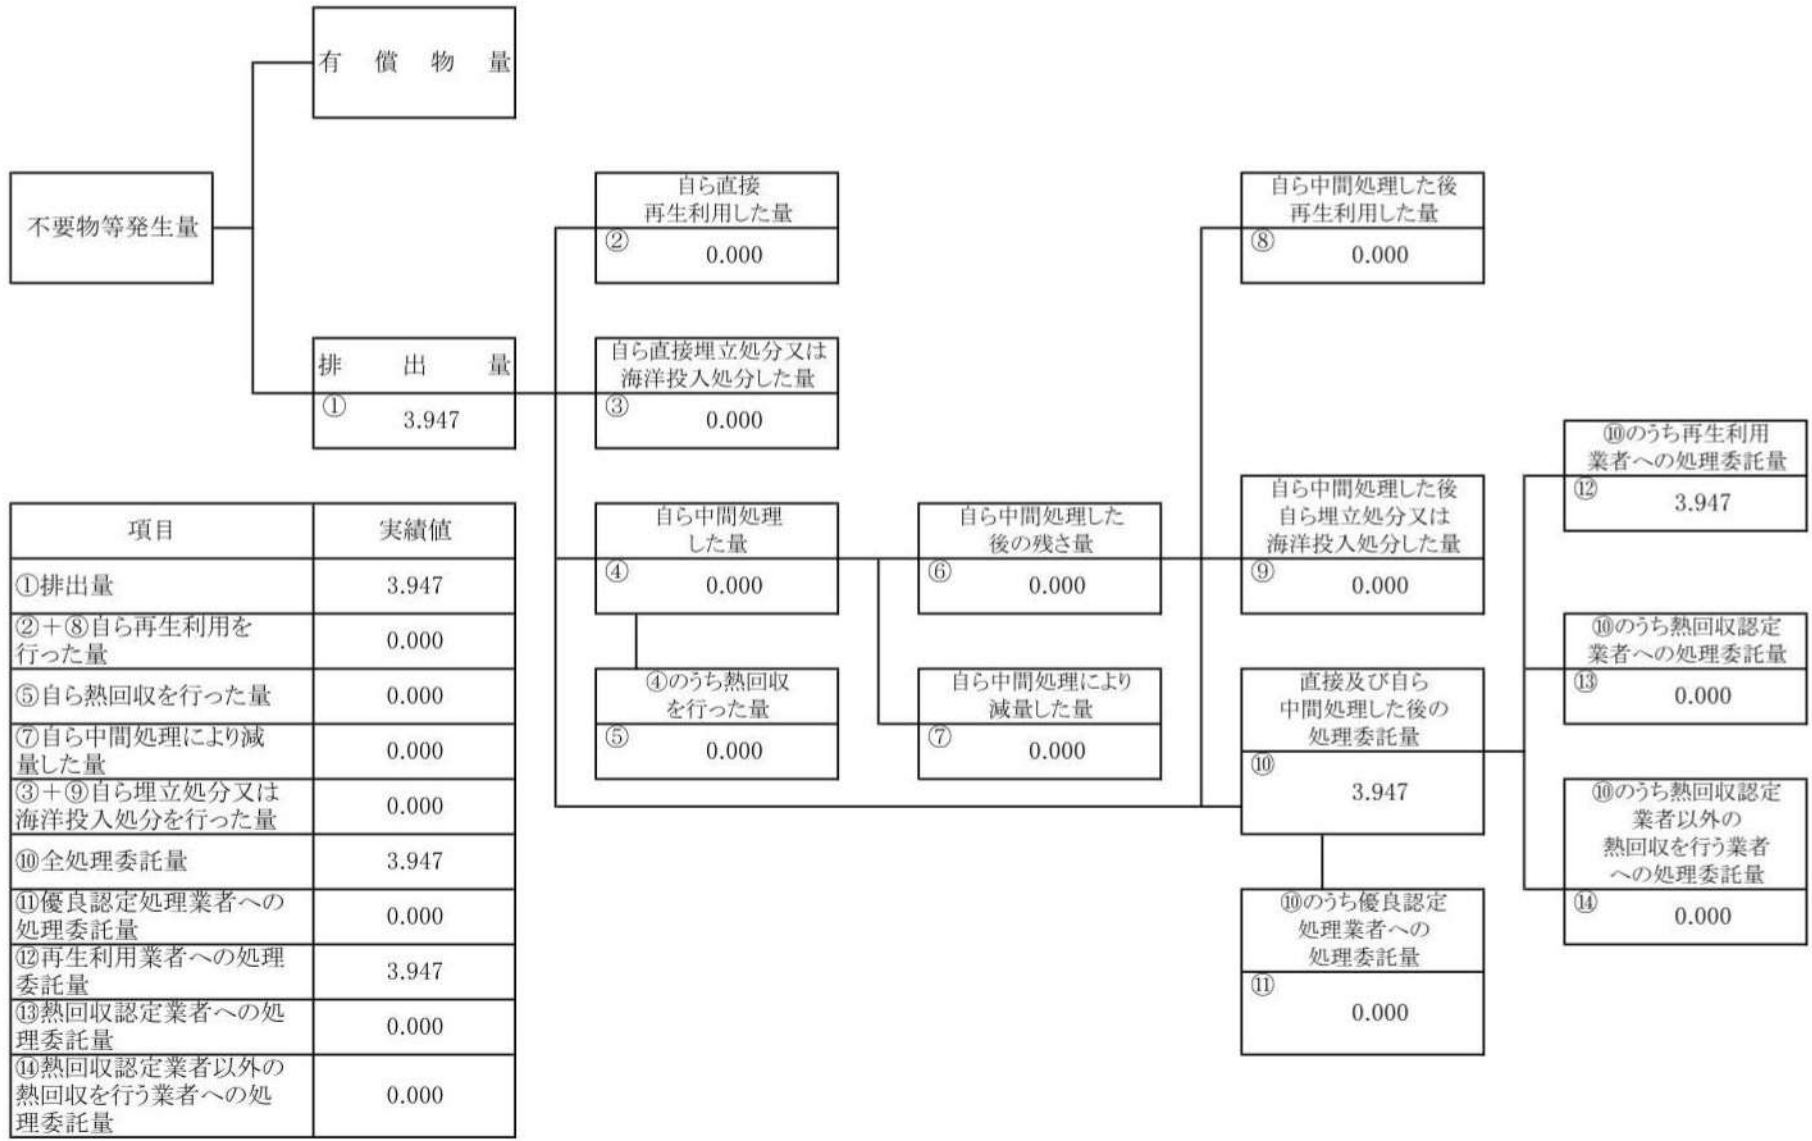 有償物量
不要物等発生量
排出量
①
3.947
自ら直接
再生利用した量
②
0.000
自ら直接埋立処分又は
海洋投入処分した量
③
0.000
自ら中間処理
した量
④
0.000
④のうち熱回収
を行った量
⑤
0.000
自ら中間処理した
後の残さ量
⑥
0.000
自ら中間処理により
減量した量
⑦
0.000
自ら中間処理した後
再生利用した量
⑧
0.000
自ら中間処理した後
自ら埋立処分又は
海洋投入処分した量
⑨
0.000
直接及び自ら
中間処理した後の
処理委託量
⑩
3.947
⑩のうち優良認定
処理業者への
処理委託量
⑪
0.000
⑩のうち再生利用
業者への処理委託量
⑫
3.947
⑩のうち熱回収認定
業者への処理委託量
⑬
0.000
⑩のうち熱回収認定
業者以外の
熱回収を行う業者
への処理委託量
⑭
0.000
項目 実績値
①排出量 3.947
②＋⑧自ら再生利用を
行った量
0.000
⑤自ら熱回収を行った量 0.000
⑦自ら中間処理により減
量した量
0.000
③＋⑨自ら埋立処分又は
海洋投入処分を行った量
0.000
⑩全処理委託量 3.947
⑪優良認定処理業者への
処理委託量
0.000
⑫再生利用業者への処理
委託量
3.947
⑬熱回収認定業者への処
理委託量
0.000
⑭熱回収認定業者以外の
熱回収を行う業者への処
理委託量
0.000